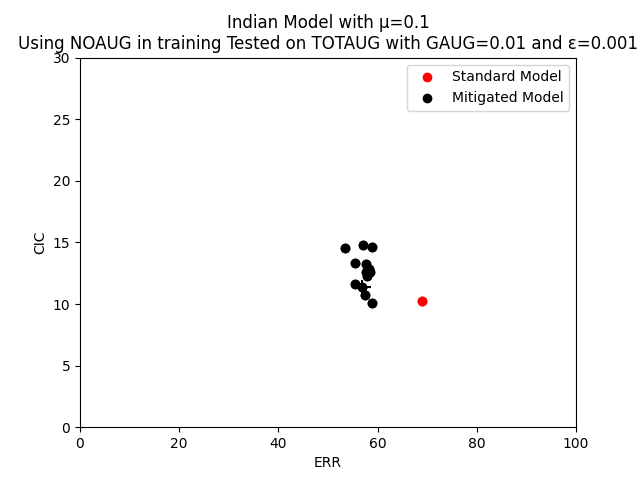 Indian Model with μ=0.1
Using NOAUG in training Tested on TOTAUG with GAUG=0.01 and ε=0.001
Standard Model
Mitigated Model
CIC
30
25
20
15
10
5
0
0 20 40 60 80 100
ERR